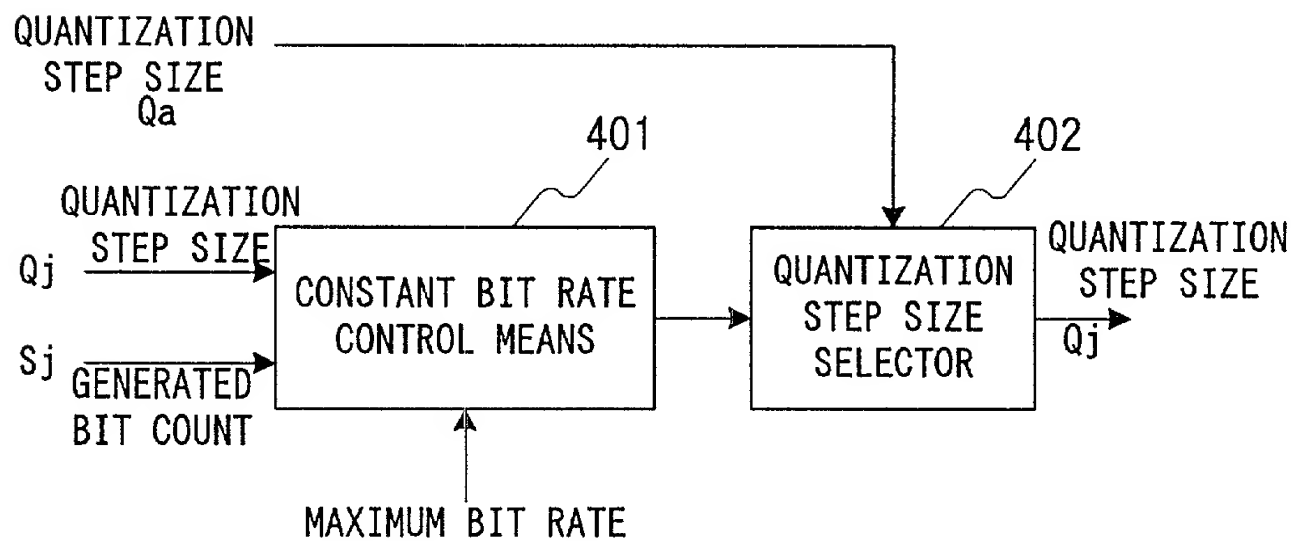 QUANTIZATION
STEP SIZE
Qa
401
402
QUANTIZATION
STEP SIZE
Qj
Sj
GENERATED
BIT COUNT
CONSTANT BIT RATE
CONTROL MEANS
MAXIMUM BIT RATE
QUANTIZATION
STEP SIZE
SELECTOR
QUANTIZATION
STEP SIZE
Qj